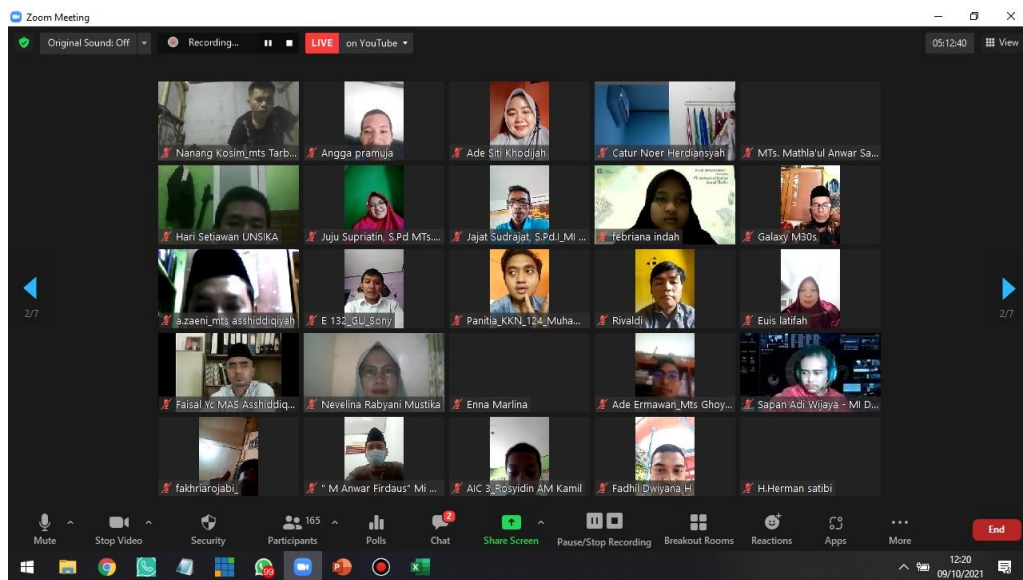 Zoom Meeting
Original Sound: Off
Recording...
LIVE on YouTube
05:12:40
View
Nanang Kosim_mts Tarb...
Angga pramuja
Ade Siti Khodijah
Catur Noer Herdiansyah
MTs. Mathla'ul Anwar Sa...
Hari Setiawan UNSIKA
Juju Supriatin, S.Pd MTs....
Jajat Sudrajat, S.Pd.I_MI ...
febriana indah
Galaxy M30s
a.zaeni_mts asshiddiqiyah
E 132_GU_Sony
Panitia_KKN_124_Muha...
Rivaldi
Euis latifah
2/7
2/7
Faisal Yc MAS Asshiddiq...
Nevelina Rabyani Mustika
Enna Marlina
Ade Ermawan_Mts Ghoy...
Sapan Adi Wijaya - MI D...
fakhriarojabi_
" M Anwar Firdaus" Mi ...
AIC 3_Rosyidin AM Kamil
Fadhil Dwiyana H
H.Herman satibi
165
2
Mute
Stop Video
Security
Participants
Polls
Chat
Share Screen
Pause/Stop Recording
Breakout Rooms
Reactions
Apps
More
End
99
12:20
09/10/2021